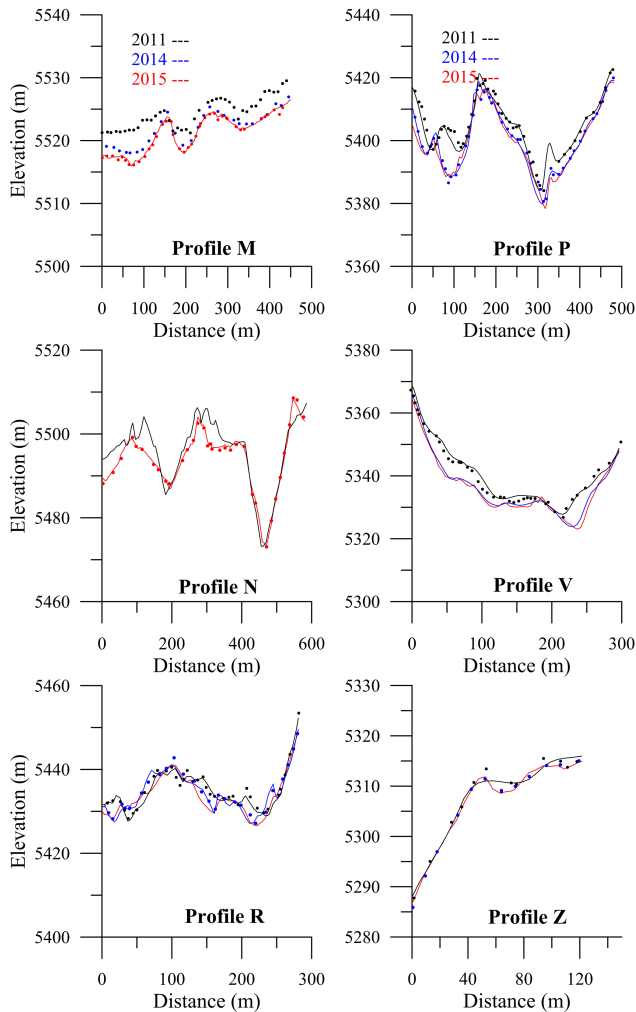 5560
5540
5530
5520
5510
5500
Elevation (m)
2011 ---
2014 ---
2015 ---
Profile M
0 100 200 300 400 500
Distance (m)
5440
5420
5400
5380
5360
2011 ---
2014 ---
2015---
Profile P
0 100 200 300 400 500
Distance (m)
5520
5500
5480
5460
Elevation (m)
Profile N
0 200 400 600
Distance (m)
5380
5360
5340
5320
5300
Profile V
0 100 200 300
Distance (m)
5460
5440
5420
5400
Elevation (m)
Profile R
0 100 200 300
Distance (m)
5330
5320
5310
5300
5290
5280
Profile Z
0 40 80 120
Distance (m)